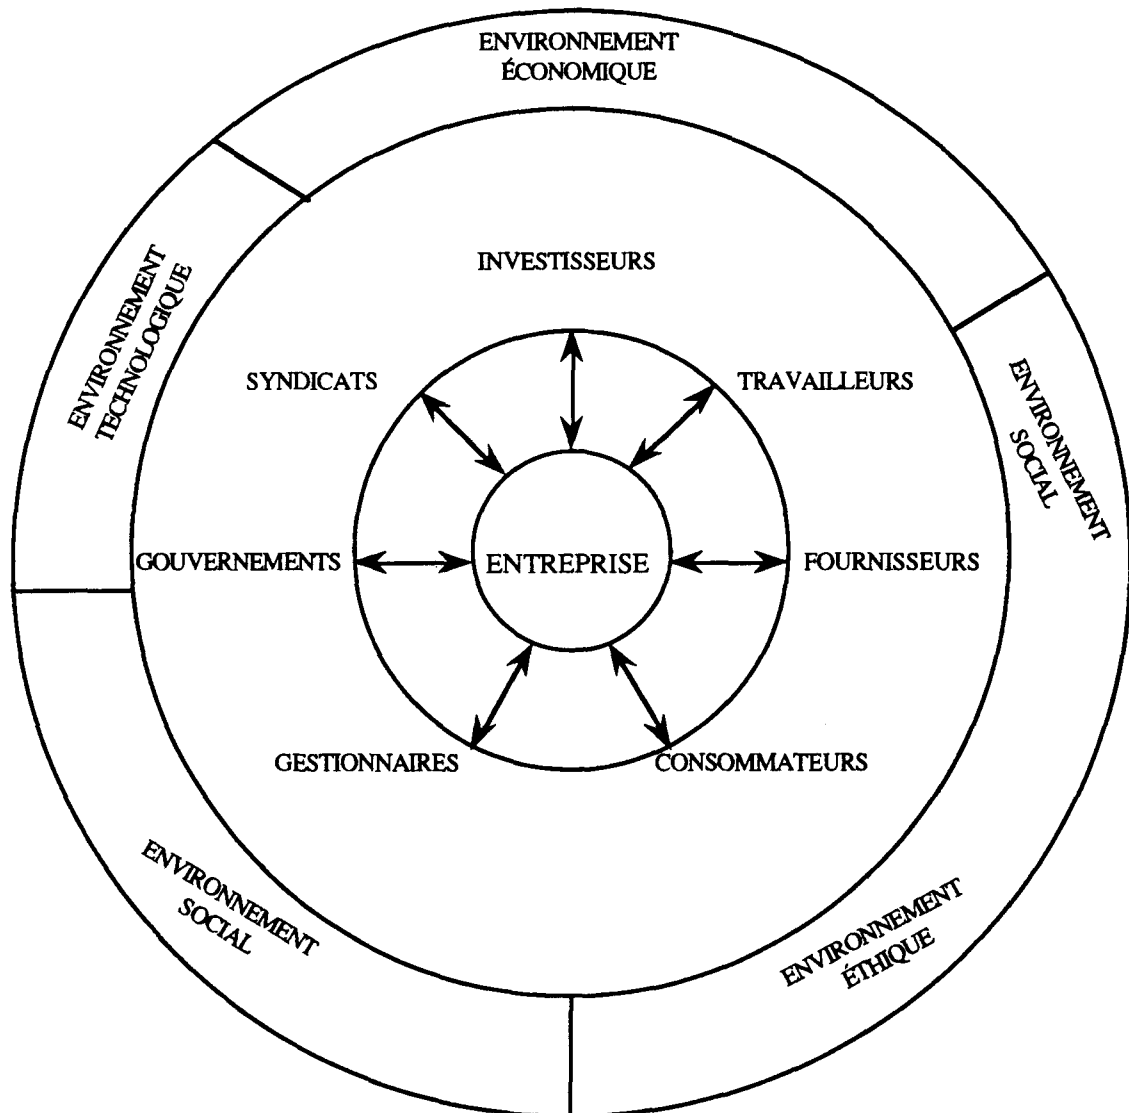 ENVIRONNEMENT
ÉCONOMIQUE
ENVIRONNEMENT
TECHNOLOGIQUE
INVESTISSEURS
SYNDICATS
TRAVAILLEURS
ENVIRONNEMENT
SOCIAL
GOUVERNEMENTS
ENTREPRISE
FOURNISSEURS
GESTIONNAIRES
CONSOMMATEURS
ENVIRONNEMENT
SOCIAL
ENVIRONNEMENT
ÉTHIQUE